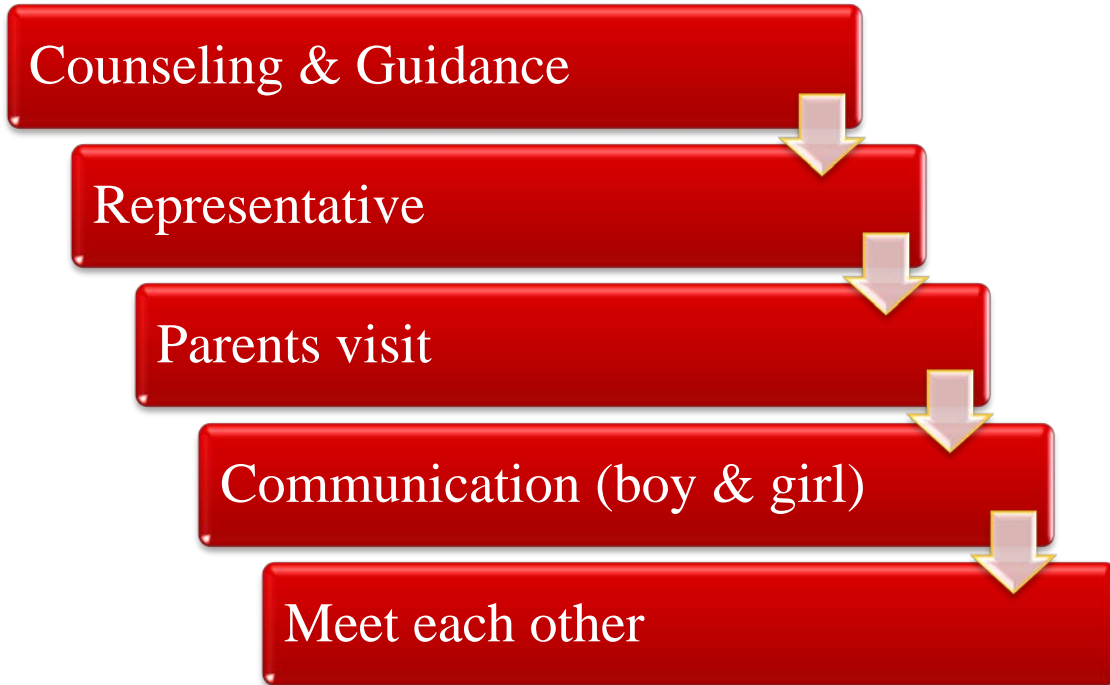 Counseling & Guidance
Representative
Parents visit
Communication (boy & girl)
Meet each other